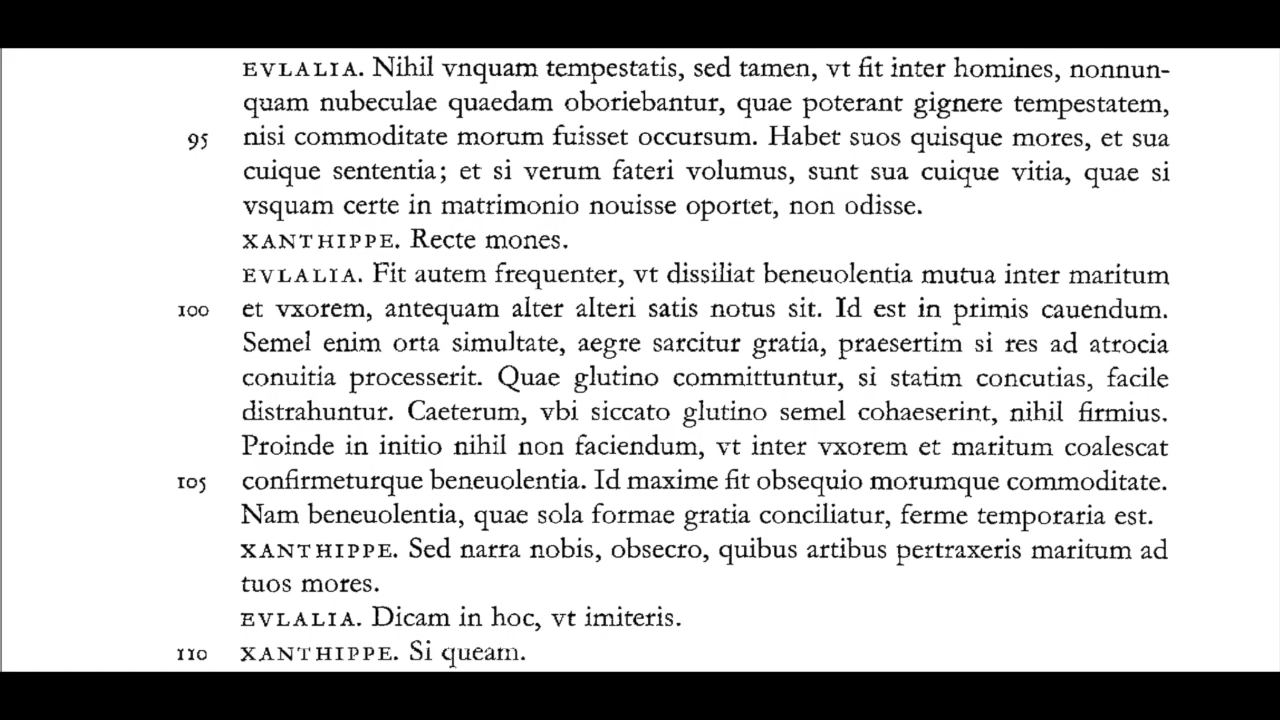 EVLALIA. Nihil vnquam tempestatis, sed tamen, vt fit inter homines, nonnun-
quam nubeculae quaedam oboriebantur, quae poterant gignere tempestatem,
95 nisi commoditate morum fuisset occursum. Habet suos quisque mores, et sua
cuique sententia; et si verum fateri volumus, sunt sua cuique vitia, quae si
vsquam certe in matrimonio nouisse oportet, non odisse.
XANTHIPPE. Recte mones.
EVLALIA. Fit autem frequenter, vt dissiliat beneuolentia mutua inter maritum
100 et vxorem, antequam alter alteri satis notus sit. Id est in primis cauendum.
Semel enim orta simultate, aegre sarcitur gratia, praesertim si res ad atrocia
conuitia processerit. Quae glutino committuntur, si statim concutias, facile
distrahuntur. Caeterum, vbi siccato glutino semel cohaeserint, nihil firmius.
Proinde in initio nihil non faciendum, vt inter vxorem et maritum coalescat
105 confirmeturque beneuolentia. Id maxime fit obsequio morumque commoditate.
Nam beneuolentia, quae sola formae gratia conciliatur, ferme temporaria est.
XANTHIPPE. Sed narra nobis, obsecro, quibus artibus pertraxeris maritum ad
tuos mores.
EVLALIA. Dicam in hoc, vt imiteris.
110 XANTHIPPE. Si queam.